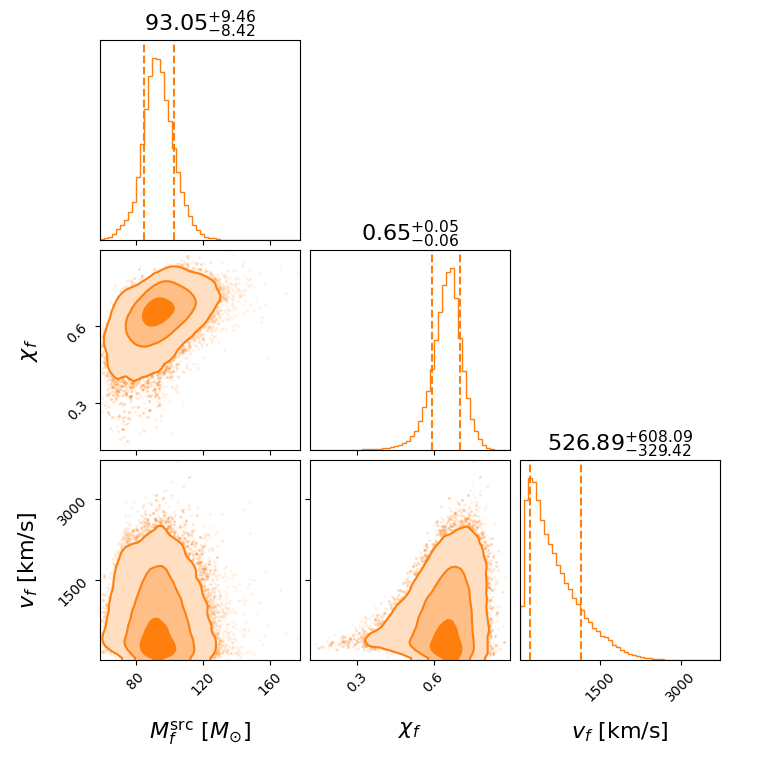 93.05+9.46−8.42
0.65+0.05−0.06
χf
0.6
0.3
526.89+608.09−329.42
vf [km/s]
3000
1500
80 120 160
0.3 0.6
1500 3000
Mfsrc [M⊙]
χf
vf [km/s]